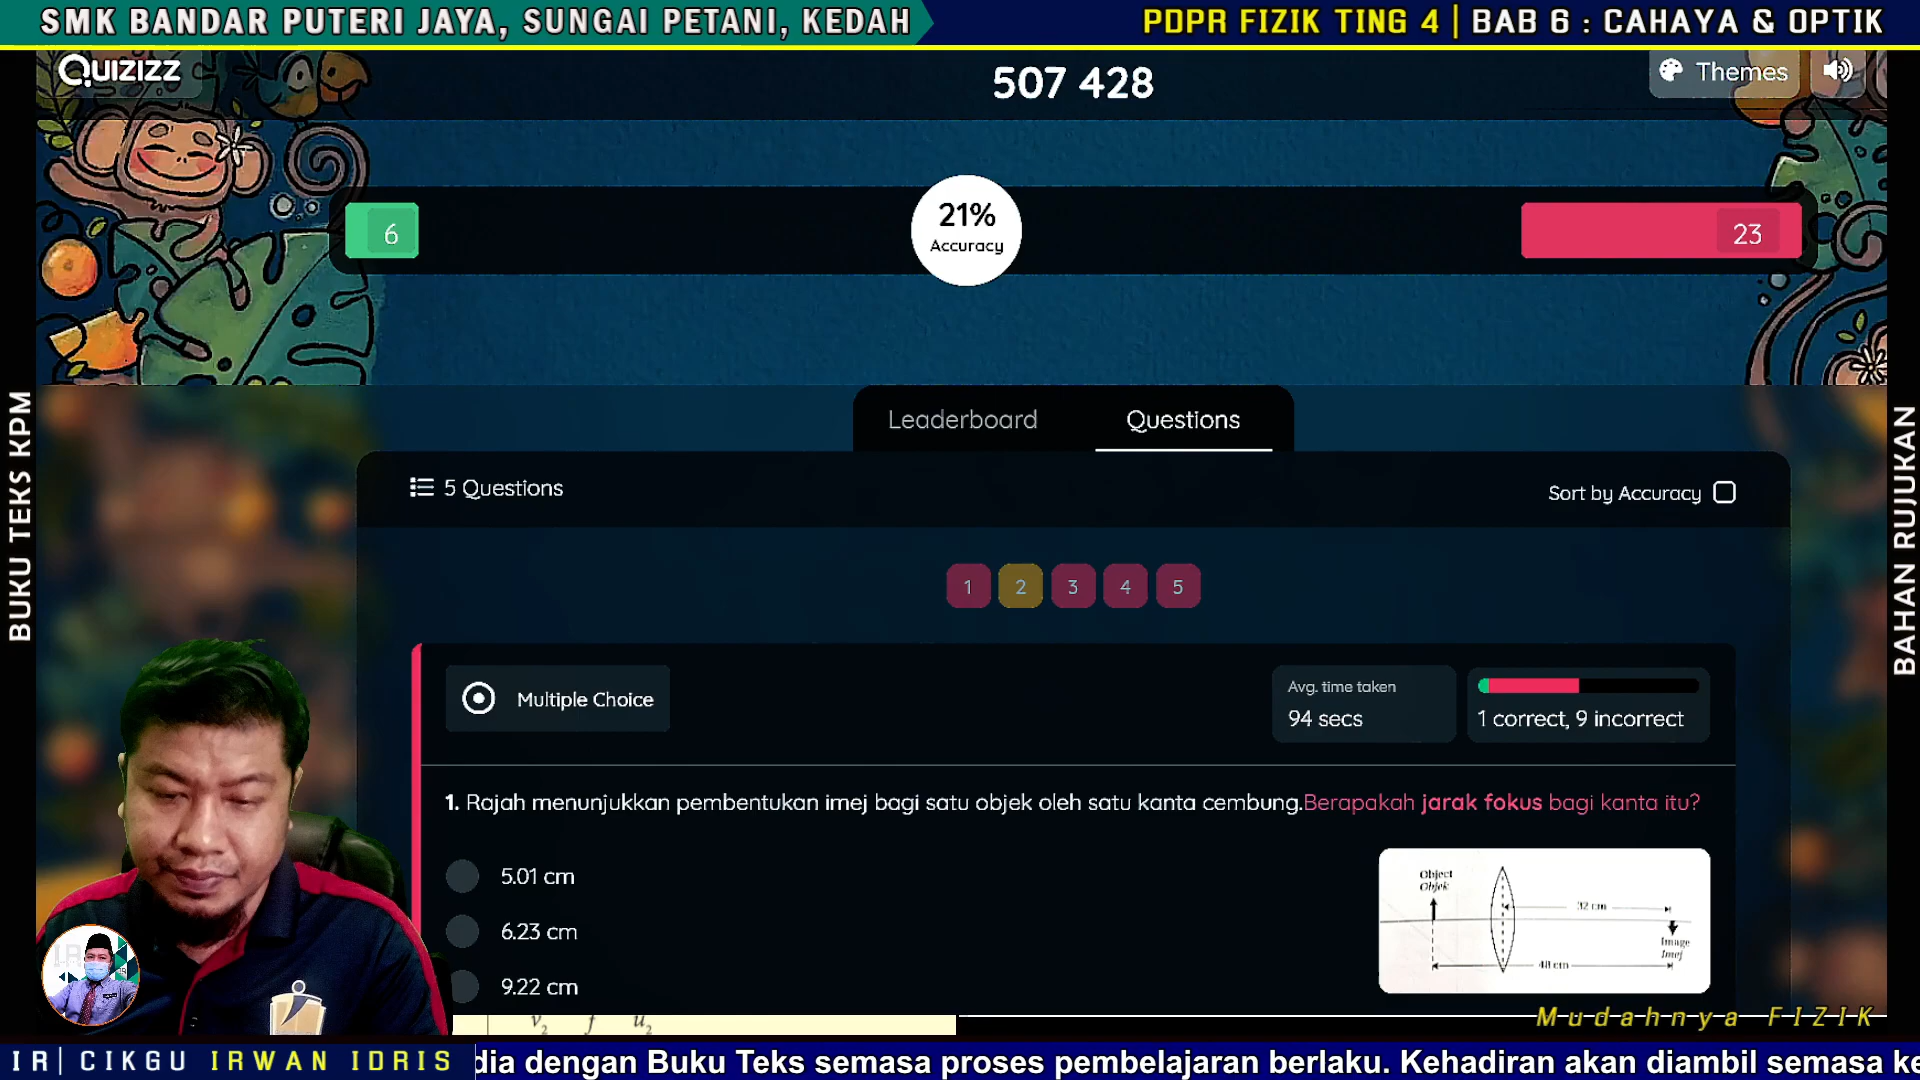 SMK BANDAR PUTERI JAYA, SUNGAI PETANI, KEDAH
PDPR FIZIK TING 4 | BAB 6 : CAHAYA & OPTIK
Quizizz
507 428
Themes
6
21%
Accuracy
23
BUKU TEKS KPM
BAHAN RUJUKAN
Leaderboard
Questions
5 Questions
Sort by Accuracy
1 2 3 4 5
Multiple Choice
Avg. time taken
94 secs
1 correct, 9 incorrect
1. Rajah menunjukkan pembentukan imej bagi satu objek oleh satu kanta cembung.Berapakah jarak fokus bagi kanta itu?
5.01 cm
6.23 cm
9.22 cm
Object
Objek
32 cm
Image
Imej
48 cm
v2 f u2
Mudahnya FIZIK
IR| CIKGU IRWAN IDRIS
dia dengan Buku Teks semasa proses pembelajaran berlaku. Kehadiran akan diambil semasa ke